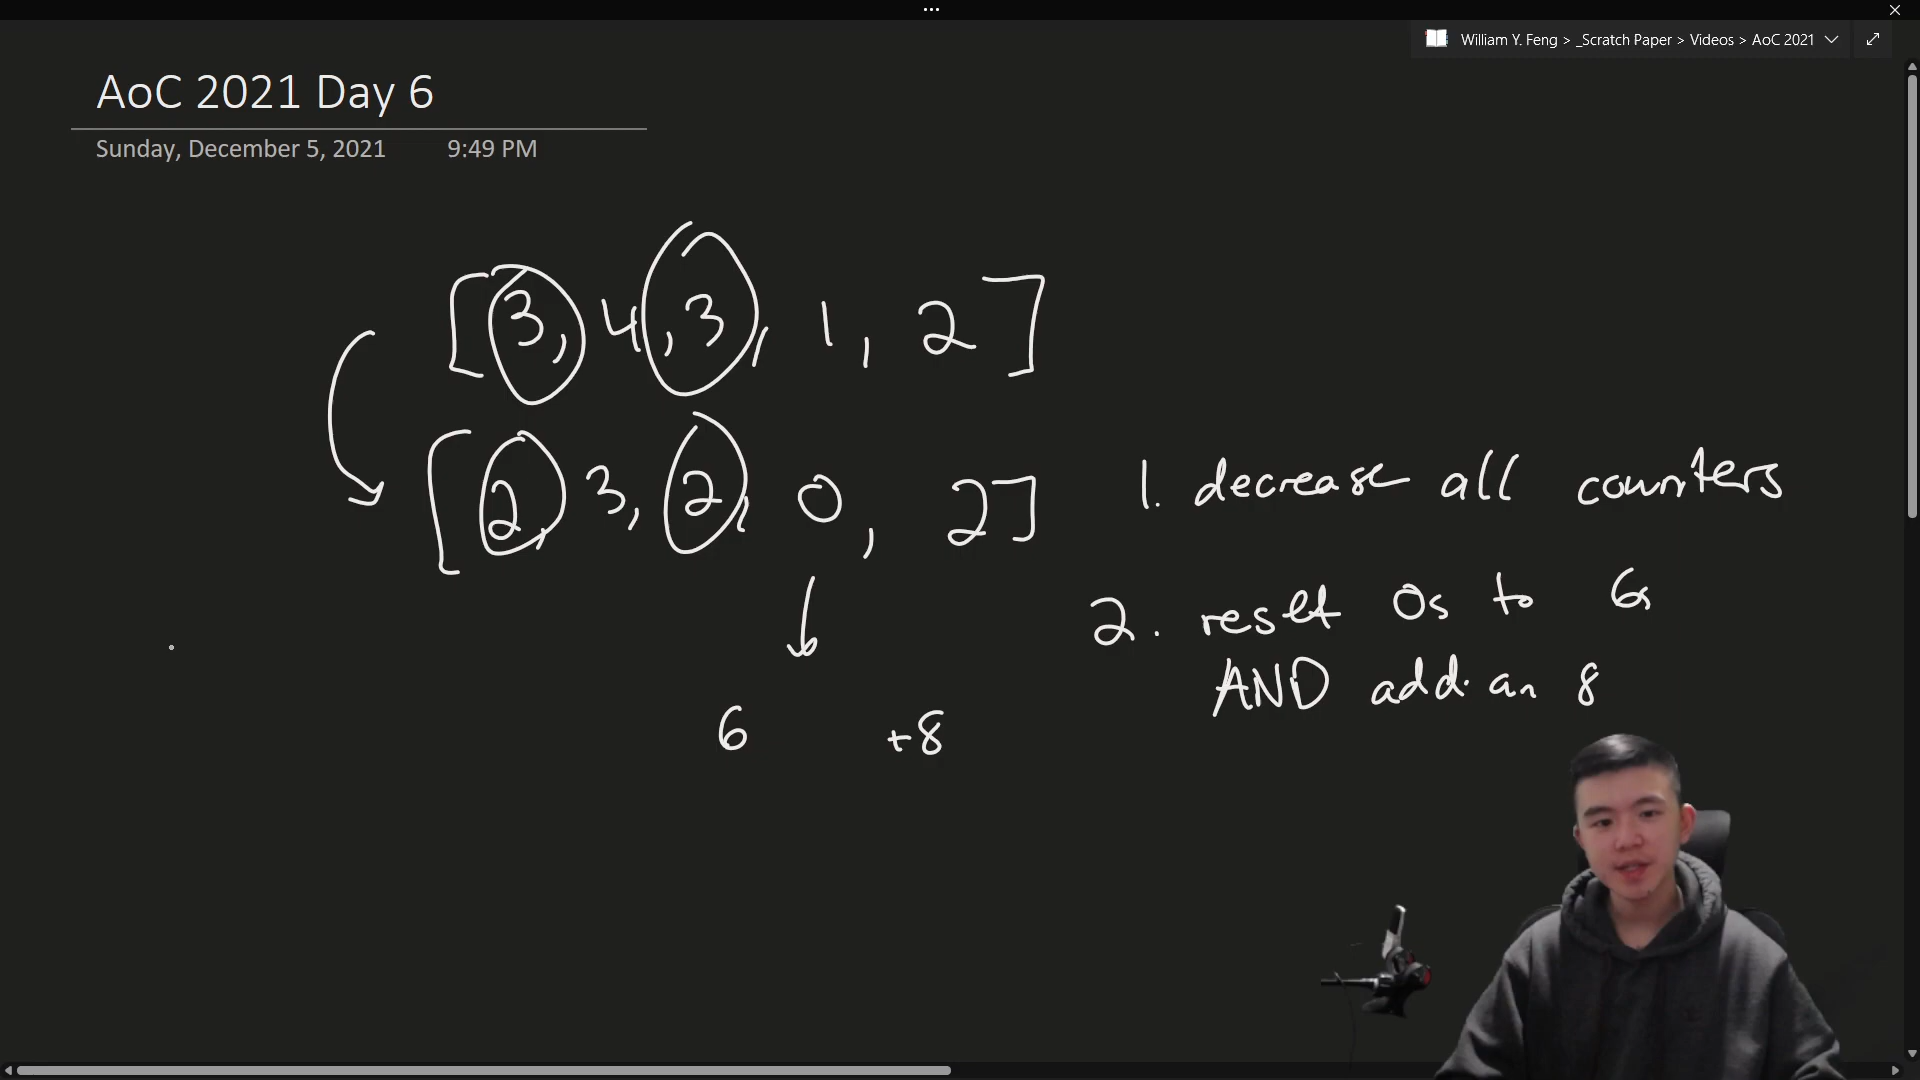 ...
William Y. Feng > _Scratch Paper > Videos > AoC 2021
AoC 2021 Day 6
Sunday, December 5, 2021 9:49 PM
[3, 4, 3, 1, 2]
[2, 3, 2, 0, 2]
1. decrease all counters
2. reset 0s to 6s
AND add an 8
6 +8